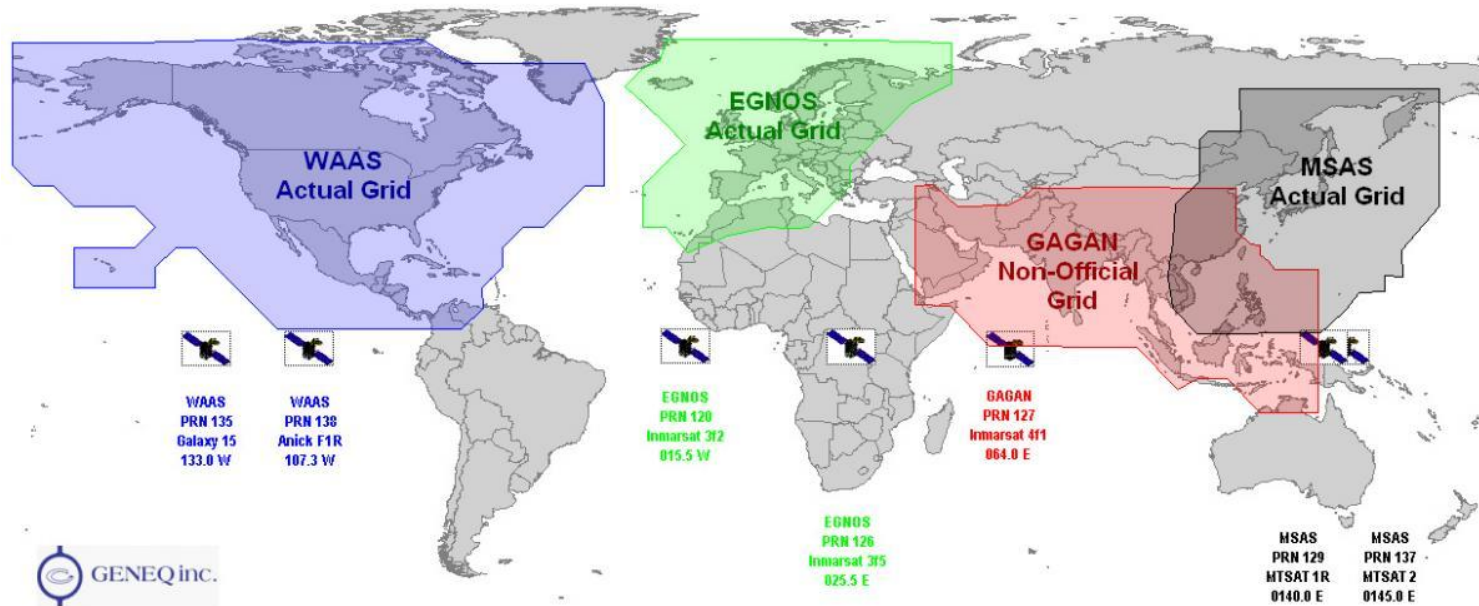 WAAS
Actual Grid
EGNOS
Actual Grid
MSAS
Actual Grid
GAGAN
Non-Official
Grid
WAAS
PRN 135
Galaxy 15
133.0 W
WAAS
PRN 138
Anick F1R
107.3 W
EGNOS
PRN 120
Inmarsat 3f2
015.5 W
GAGAN
PRN 127
Inmarsat 4f1
064.0 E
EGNOS
PRN 126
Inmarsat 3f5
025.5 E
MSAS
PRN 129
MTSAT 1R
0140.0 E
MSAS
PRN 137
MTSAT 2
0145.0 E
GENEQ inc.